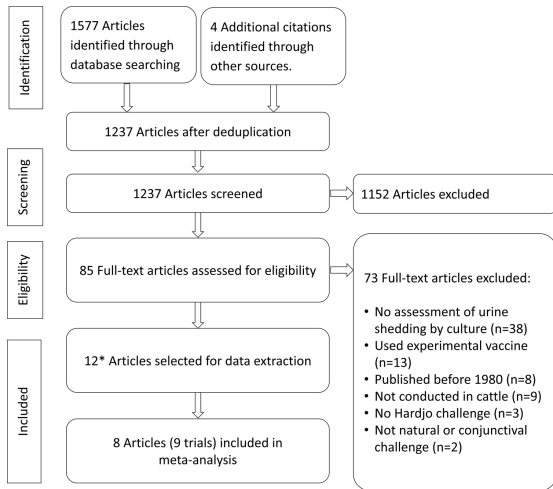 Identification
1577 Articles
identified through
database searching
4 Additional citations
identified through
other sources.
1237 Articles after deduplication
Screening
1237 Articles screened
1152 Articles excluded
Eligibility
85 Full-text articles assessed for eligibility
73 Full-text articles excluded:
• No assessment of urine
shedding by culture (n=38)
• Used experimental vaccine
(n=13)
• Published before 1980 (n=8)
• Not conducted in cattle (n=9)
• No Hardjo challenge (n=3)
• Not natural or conjunctival
challenge (n=2)
Included
12* Articles selected for data extraction
8 Articles (9 trials) included in
meta-analysis